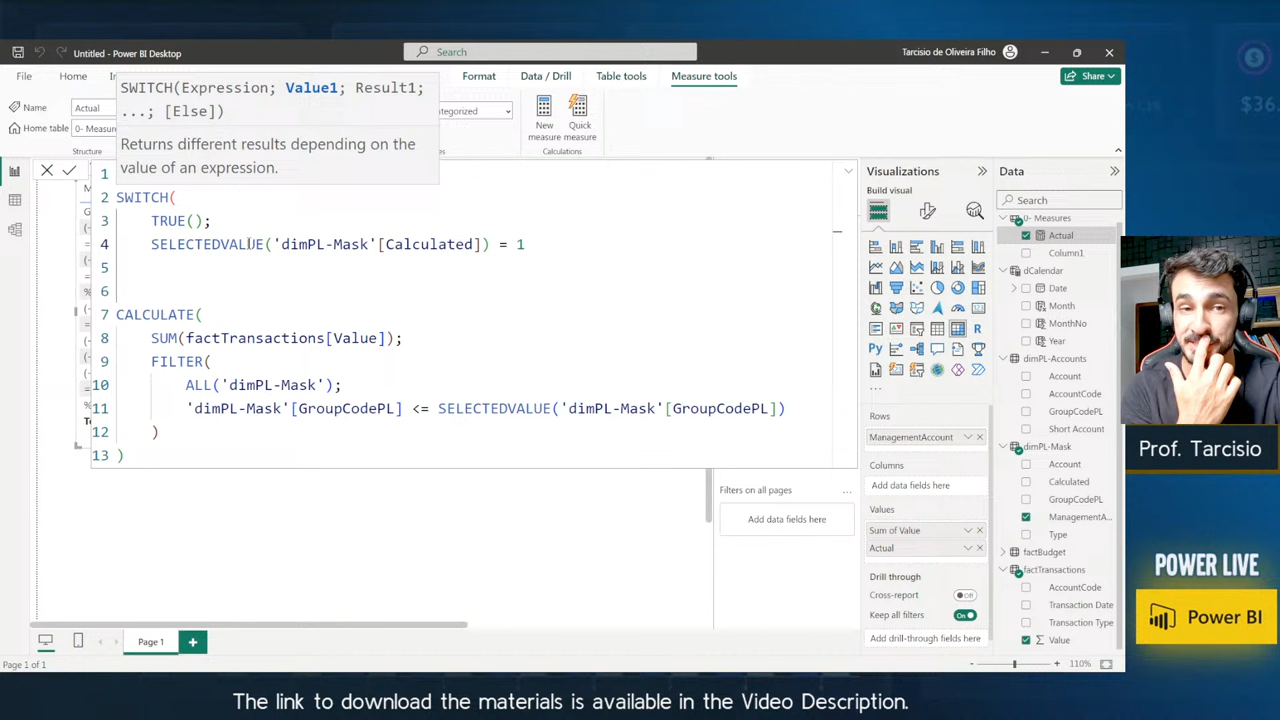 Untitled - Power BI Desktop
Search
Tarcisio de Oliveira Filho
File
Home
Format
Data / Drill
Table tools
Measure tools
Share
SWITCH(Expression; Value1; Result1;
...; [Else])
Returns different results depending on the
value of an expression.
Name
Actual
Home table
0- Measur
Structure
New
measure
Quick
measure
Calculations
1
2 SWITCH(
3 TRUE();
4 SELECTEDVALUE('dimPL-Mask'[Calculated]) = 1
5
6
7 CALCULATE(
8 SUM(factTransactions[Value]);
9 FILTER(
10 ALL('dimPL-Mask');
11 'dimPL-Mask'[GroupCodePL] <= SELECTEDVALUE('dimPL-Mask'[GroupCodePL])
12 )
13 )
Filters on all pages
...
Add data fields here
Visualizations
Build visual
Rows
ManagementAccount
Columns
Add data fields here
Values
Sum of Value
Actual
Drill through
Cross-report
Off
Keep all filters
On
Add drill-through fields here
Data
Search
0- Measures
Actual
Column1
dCalendar
Date
Month
MonthNo
Year
dimPL-Accounts
Account
AccountCode
GroupCodePL
Short Account
dimPL-Mask
Account
Calculated
GroupCodePL
ManagementA...
Type
factBudget
factTransactions
AccountCode
Transaction Date
Transaction Type
Value
Page 1
Page 1 of 1
110%
Prof. Tarcisio
POWER LIVE
Power BI
The link to download the materials is available in the Video Description.